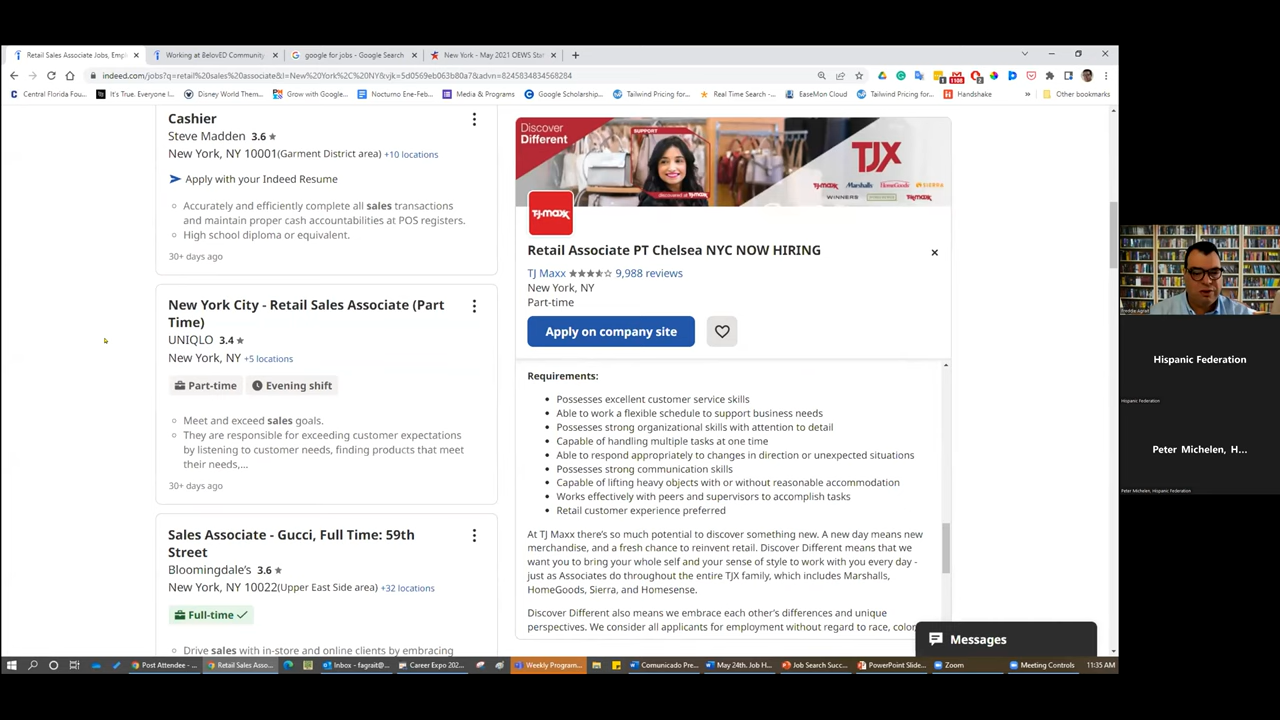 Retail Sales Associate Jobs, Emp
Working at BelovED Community
google for jobs - Google Search
New York - May 2021 OEWS Sta
indeed.com/jobs?q=retail%20sales%20associate&l=New%20York%2C%20NY&vjk=5d0569eb063b80a7&advn=8245834834568284
Central Florida Fou...
It's True. Everyone I...
Disney World Them...
Grow with Google...
Nocturno Ene-Feb...
Media & Programs
Google Scholarship...
Tailwind Pricing for...
Real Time Search -...
EaseMon Cloud
Tailwind Pricing for...
Handshake
»
Other bookmarks
Cashier
Steve Madden 3.6
New York, NY 10001(Garment District area) +10 locations
Apply with your Indeed Resume
Accurately and efficiently complete all sales transactions
and maintain proper cash accountabilities at POS registers.
High school diploma or equivalent.
30+ days ago
New York City - Retail Sales Associate (Part
Time)
UNIQLO 3.4
New York, NY +5 locations
Part-time
Evening shift
Meet and exceed sales goals.
They are responsible for exceeding customer expectations
by listening to customer needs, finding products that meet
their needs,...
30+ days ago
Sales Associate - Gucci, Full Time: 59th
Street
Bloomingdale's 3.6
New York, NY 10022(Upper East Side area) +32 locations
Full-time
Drive sales with in-store and online clients by embracing
Discover
Different
SUPPORT
discovered at TJ-maxx
TJX
T.J.maxx Marshalls HomeGoods SIERRA
WINNERS HOMESENSE TK-maxx
T.J.maxx
Retail Associate PT Chelsea NYC NOW HIRING
TJ Maxx 9,988 reviews
New York, NY
Part-time
Apply on company site
Requirements:
Possesses excellent customer service skills
Able to work a flexible schedule to support business needs
Possesses strong organizational skills with attention to detail
Capable of handling multiple tasks at one time
Able to respond appropriately to changes in direction or unexpected situations
Possesses strong communication skills
Capable of lifting heavy objects with or without reasonable accommodation
Works effectively with peers and supervisors to accomplish tasks
Retail customer experience preferred
At TJ Maxx there's so much potential to discover something new. A new day means new
merchandise, and a fresh chance to reinvent retail. Discover Different means that we
want you to bring your whole self and your sense of style to work with you every day -
just as Associates do throughout the entire TJX family, which includes Marshalls,
HomeGoods, Sierra, and Homesense.
Discover Different also means we embrace each other's differences and unique
perspectives. We consider all applicants for employment without regard to race, color
Messages
Hispanic Federation
Hispanic Federation
Peter Michelen, H...
Peter Michelen, Hispanic Federation
Post Attendee - ...
Retail Sales Asso...
Inbox - fagrait@...
Career Expo 202...
Weekly Program...
Comunicado Pre...
May 24th. Job H...
Job Search Succ...
PowerPoint Slide...
Zoom
Meeting Controls
11:35 AM